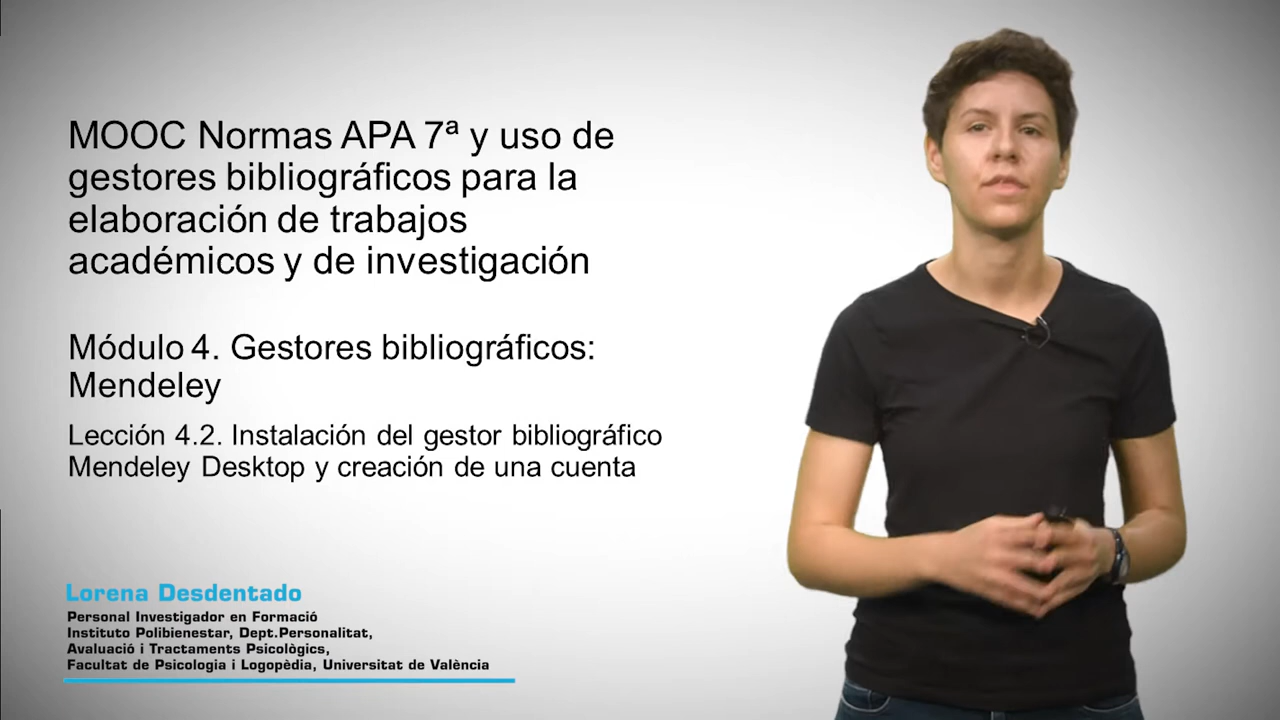 MOOC Normas APA 7ª y uso de
gestores bibliográficos para la
elaboración de trabajos
académicos y de investigación
Módulo 4. Gestores bibliográficos:
Mendeley
Lección 4.2. Instalación del gestor bibliográfico
Mendeley Desktop y creación de una cuenta
Lorena Desdentado
Personal Investigador en Formació
Instituto Polibienestar, Dept.Personalitat,
Avaluació i Tractaments Psicològics,
Facultat de Psicologia i Logopèdia, Universitat de València